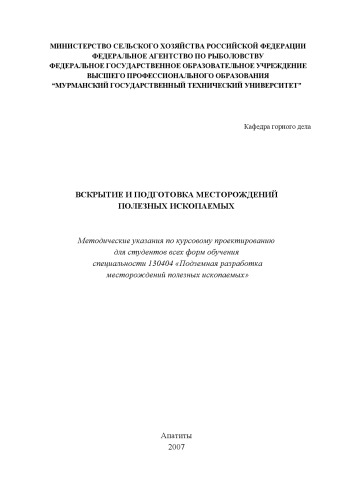 МИНИСТЕРСТВО СЕЛЬСКОГО ХОЗЯЙСТВА РОССИЙСКОЙ ФЕДЕРАЦИИ
ФЕДЕРАЛЬНОЕ АГЕНТСТВО ПО РЫБОЛОВСТВУ
ФЕДЕРАЛЬНОЕ ГОСУДАРСТВЕННОЕ ОБРАЗОВАТЕЛЬНОЕ УЧРЕЖДЕНИЕ
ВЫСШЕГО ПРОФЕССИОНАЛЬНОГО ОБРАЗОВАНИЯ
“МУРМАНСКИЙ ГОСУДАРСТВЕННЫЙ ТЕХНИЧЕСКИЙ УНИВЕРСИТЕТ”
Кафедра горного дела
ВСКРЫТИЕ И ПОДГОТОВКА МЕСТОРОЖДЕНИЙ
ПОЛЕЗНЫХ ИСКОПАЕМЫХ
Методические указания по курсовому проектированию
для студентов всех форм обучения
специальности 130404 «Подземная разработка
месторождений полезных ископаемых»
Апатиты
2007